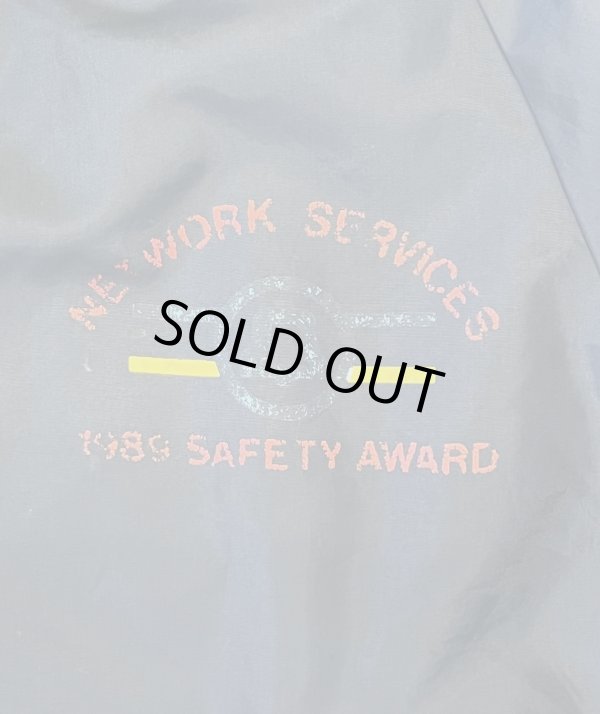 NETWORK SERVICES
SOLD OUT
1989 SAFETY AWARD